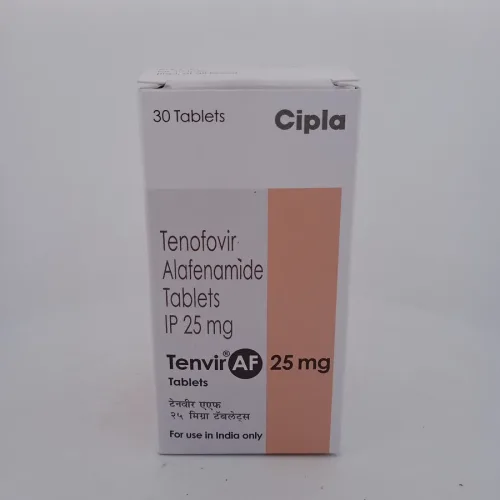 30 Tablets
Cipla
Tenofovir
Alafenamide
Tablets
IP 25 mg
Tenvir® AF 25 mg
Tablets
टेनवीर एएफ
२५ मिग्रा टॅबलेट्स
For use in India only